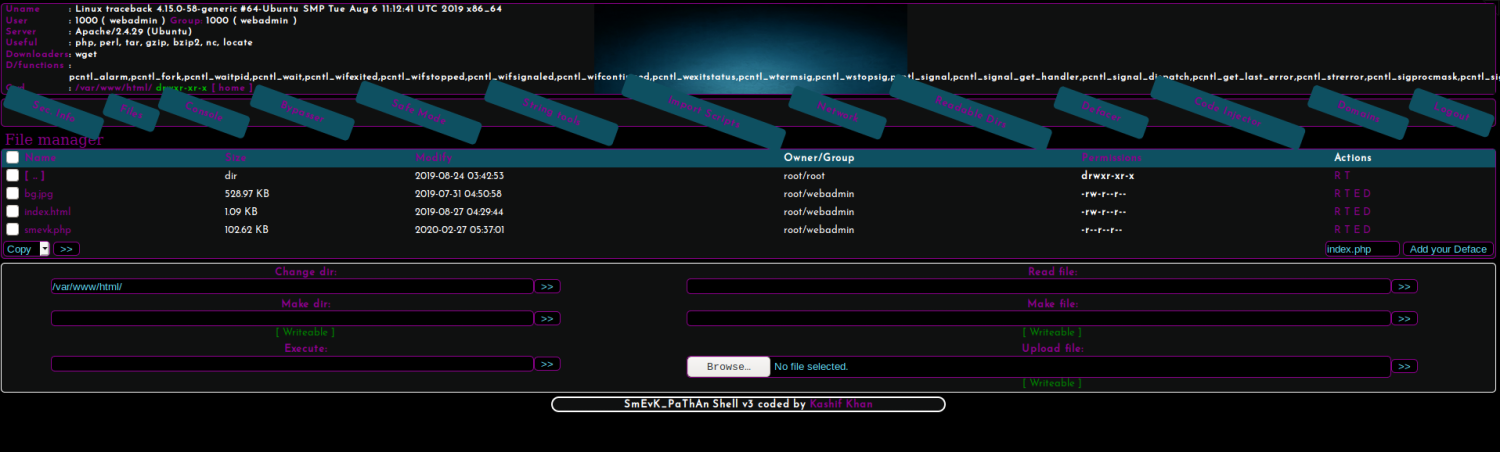 Uname : Linux traceback 4.15.0-58-generic #64-Ubuntu SMP Tue Aug 6 11:12:41 UTC 2019 x86_64
User : 1000 ( webadmin ) Group: 1000 ( webadmin )
Server : Apache/2.4.29 (Ubuntu)
Useful : php, perl, tar, gzip, bzip2, nc, locate
Downloaders: wget
D/functions :
pcntl_alarm,pcntl_fork,pcntl_waitpid,pcntl_wait,pcntl_wifexited,pcntl_wifstopped,pcntl_wifsignaled,pcntl_wifcontinued,pcntl_wexitstatus,pcntl_wtermsig,pcntl_wstopsig,pcntl_signal,pcntl_signal_get_handler,pcntl_signal_dispatch,pcntl_get_last_error,pcntl_strerror,pcntl_sigprocmask,pcntl_sig
: /var/www/html/ drwxr-xr-x [ home ]
Sec. Info Files Console Bypasser Safe Mode String tools Import Scripts Network Readable Dirs Deface Code Injector Domains Logout
File manager
Name Size Modify Owner/Group Permissions Actions
[ .. ] dir 2019-08-24 03:42:53 root/root drwxr-xr-x R T
bg.jpg 528.97 KB 2019-07-31 04:50:58 root/webadmin -rw-r--r-- R T E D
index.html 1.09 KB 2019-08-27 04:29:44 root/webadmin -rw-r--r-- R T E D
smevk.php 102.62 KB 2020-02-27 05:37:01 root/webadmin -r--r--r-- R T E D
Copy >> index.php Add your Deface
Change dir: Read file:
/var/www/html/ >> >>
Make dir: Make file:
>> >>
[ Writeable ] [ Writeable ]
Execute: Upload file:
>> Browse... No file selected. >>
[ Writeable ]
SmEvK_PaThAn Shell v3 coded by Kashif Khan